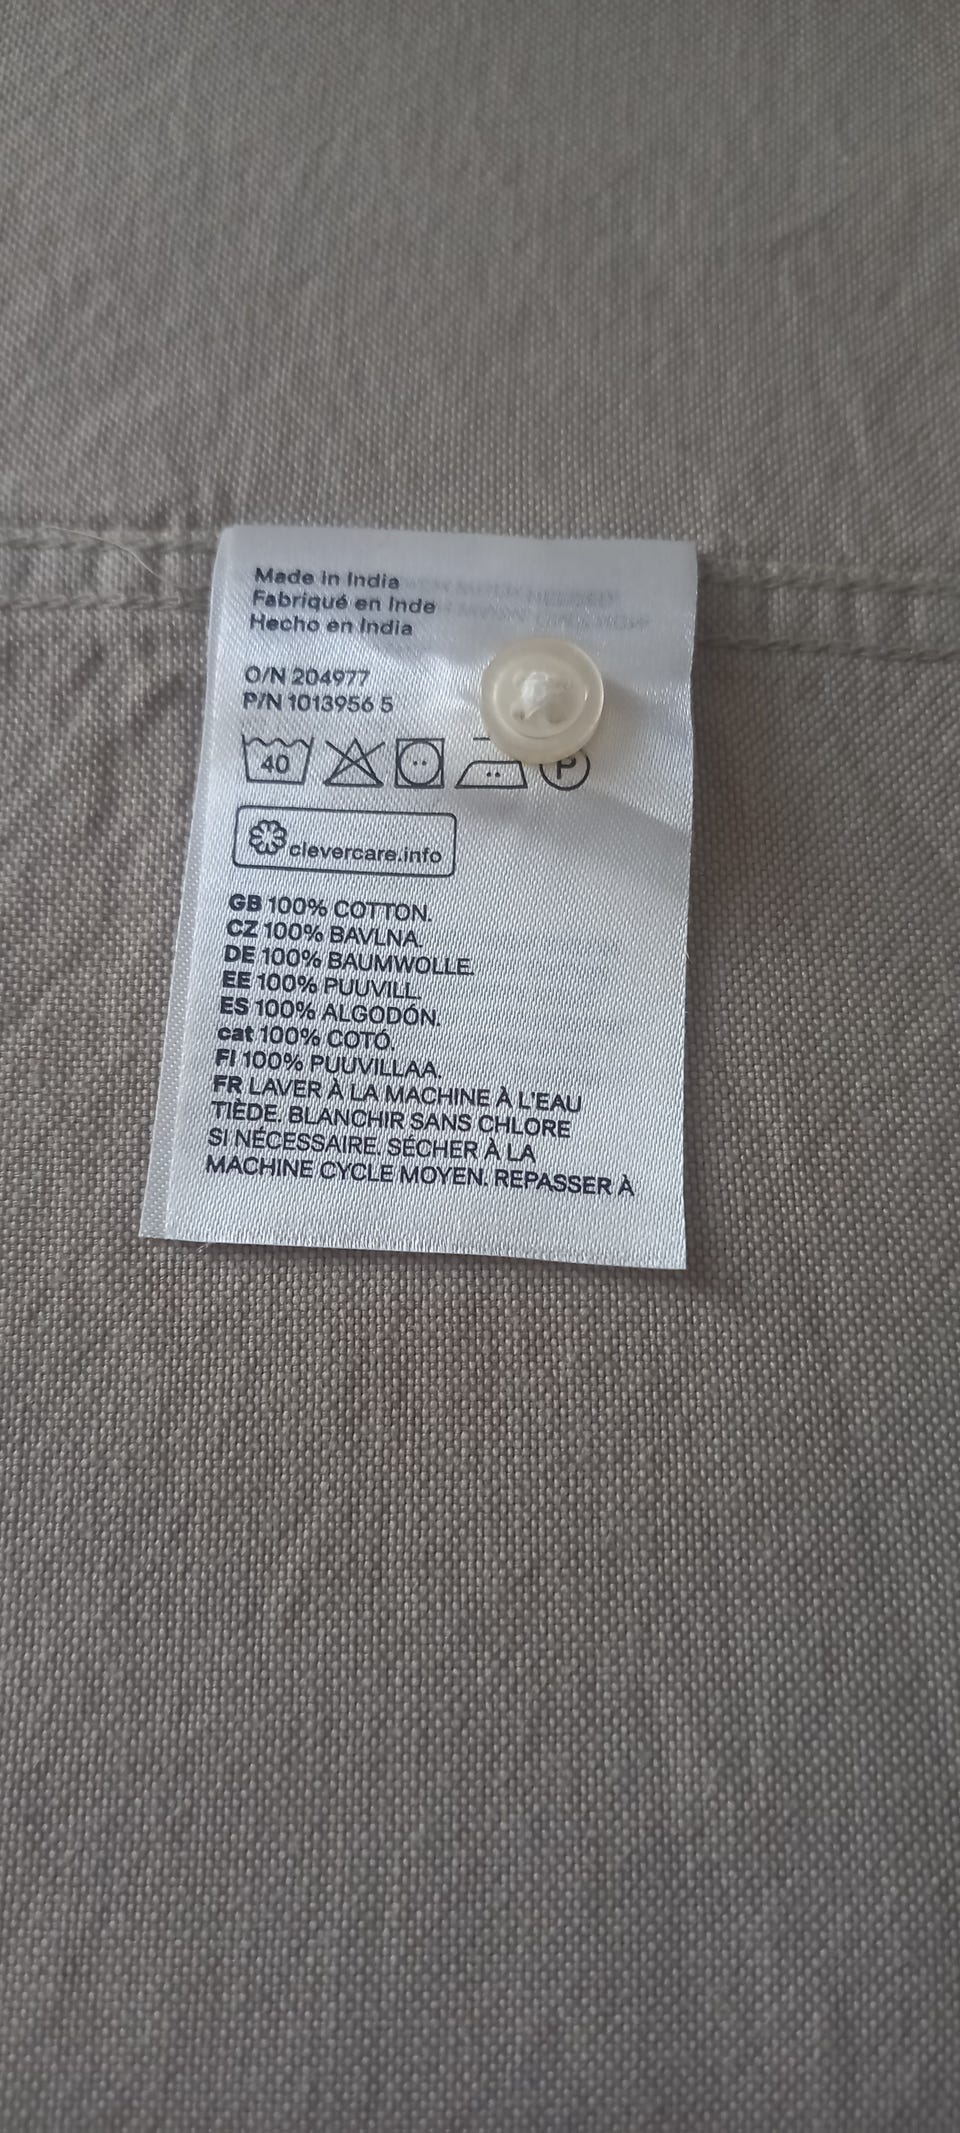 Made in India
Fabriqué en Inde
Hecho en India
O/N 204977
P/N 1013956 5
40
P
clevercare.info
GB 100% COTTON.
CZ 100% BAVLNA.
DE 100% BAUMWOLLE.
EE 100% PUUVILL.
ES 100% ALGODÓN.
cat 100% COTÓ.
FI 100% PUUVILLAA.
FR LAVER À LA MACHINE À L'EAU
TIÈDE. BLANCHIR SANS CHLORE
SI NÉCESSAIRE. SÉCHER À LA
MACHINE CYCLE MOYEN. REPASSER À